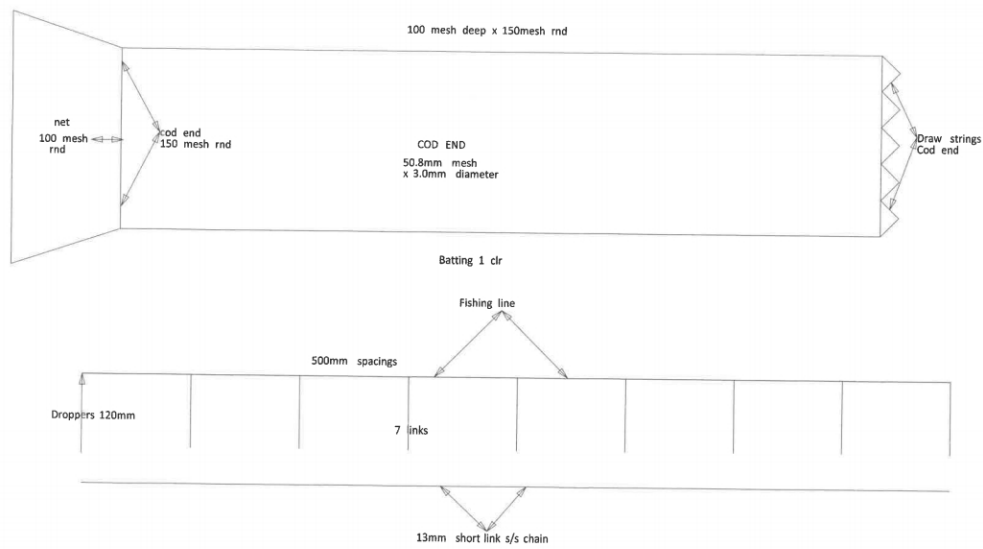 100 mesh deep x 150mesh rnd
net
100 mesh
rnd
cod end
150 mesh rnd
COD END
50.8mm mesh
x 3.0mm diameter
Draw strings
Cod end
Batting 1 clr
Fishing line
500mm spacings
Droppers 120mm
7 links
13mm short link s/s chain